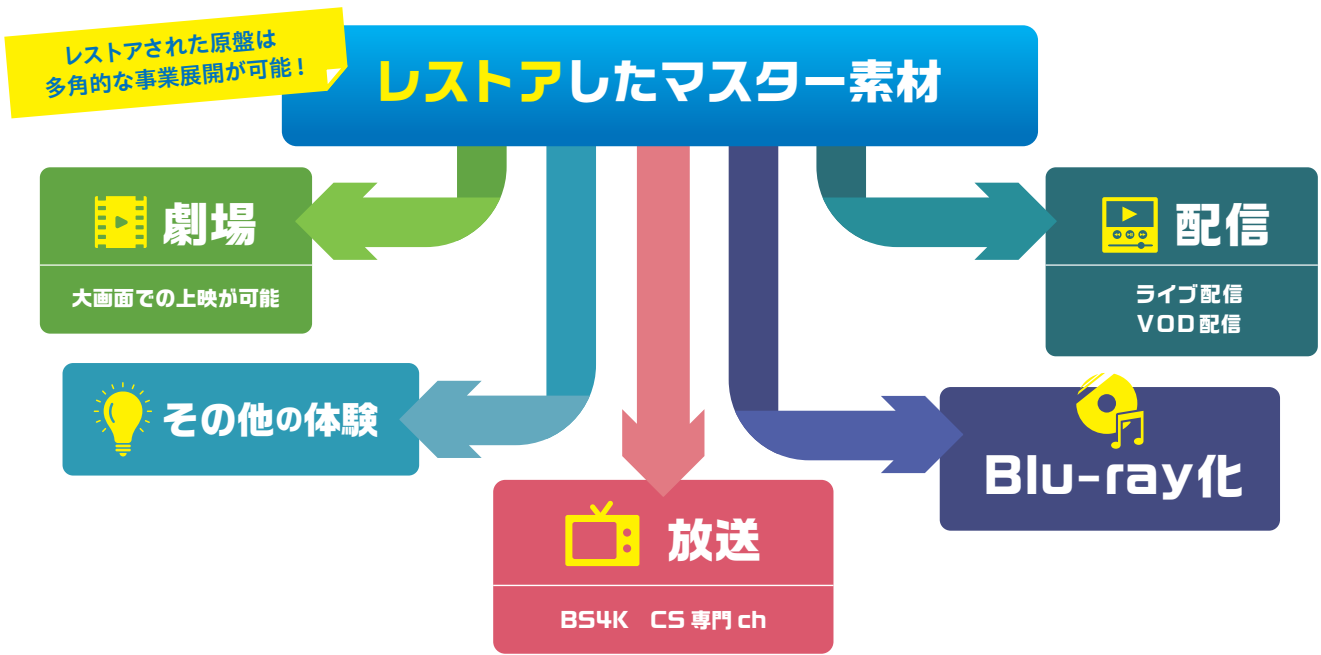 レストアされた原盤は
多角的な事業展開が可能!
レストアしたマスター素材
劇場
大画面での上映が可能
配信
ライブ配信
VOD配信
その他の体験
Blu-ray化
放送
BS4K CS専門ch